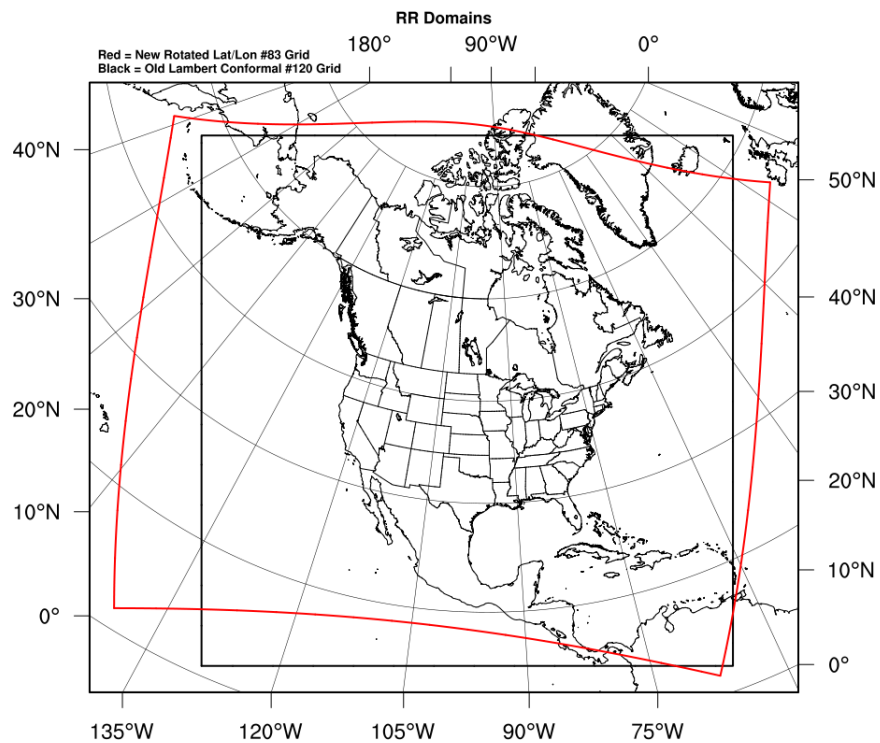 RR Domains
180° 90°W 0°
Red = New Rotated Lat/Lon #83 Grid
Black = Old Lambert Conformal #120 Grid
40°N
50°N
30°N
40°N
30°N
20°N
20°N
10°N
10°N
0°
0°
135°W 120°W 105°W 90°W 75°W